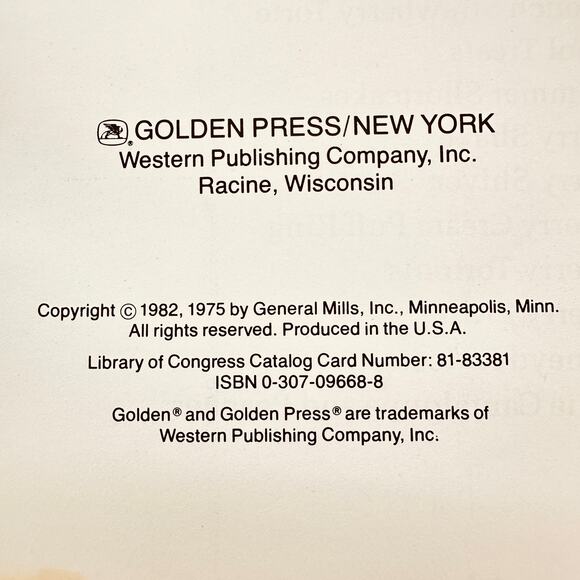 GOLDEN PRESS/NEW YORK
Western Publishing Company, Inc.
Racine, Wisconsin
Copyright © 1982, 1975 by General Mills, Inc., Minneapolis, Minn.
All rights reserved. Produced in the U.S.A.
Library of Congress Catalog Card Number: 81-83381
ISBN 0-307-09668-8
Golden® and Golden Press® are trademarks of
Western Publishing Company, Inc.